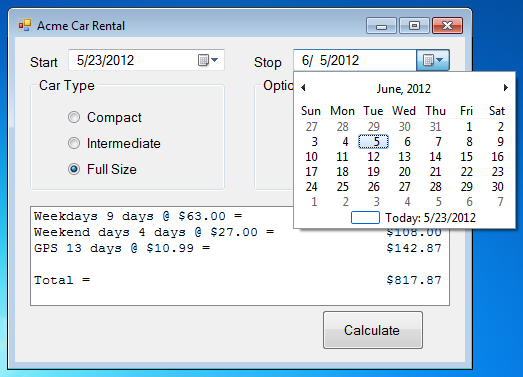 Acme Car Rental
Start 5/23/2012 Stop 6/ 5/2012
Car Type Optio
Compact
Intermediate
Full Size
June, 2012
Sun Mon Tue Wed Thu Fri Sat
27 28 29 30 31 1 2
3 4 5 6 7 8 9
10 11 12 13 14 15 16
17 18 19 20 21 22 23
24 25 26 27 28 29 30
1 2 3 4 5 6 7
Today: 5/23/2012
Weekdays 9 days @ $63.00 =
Weekend days 4 days @ $27.00 = $108.00
GPS 13 days @ $10.99 = $142.87
Total = $817.87
Calculate